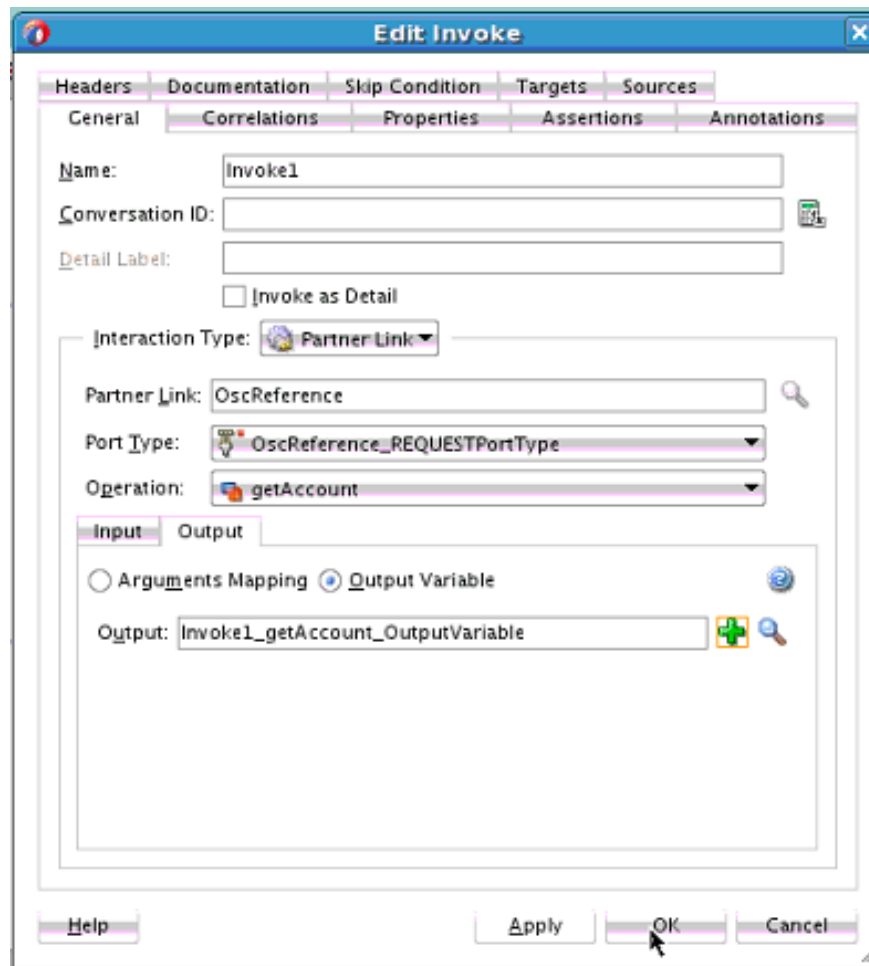 Edit Invoke
Headers Documentation Skip Condition Targets Sources
General Correlations Properties Assertions Annotations
Name: Invoke1
Conversation ID:
Detail Label:
Invoke as Detail
Interaction Type: Partner Link
Partner Link: OscReference
Port Type: OscReference_REQUESTPortType
Operation: getAccount
Input Output
Arguments Mapping Output Variable
Output: Invoke1_getAccount_OutputVariable
Help Apply OK Cancel